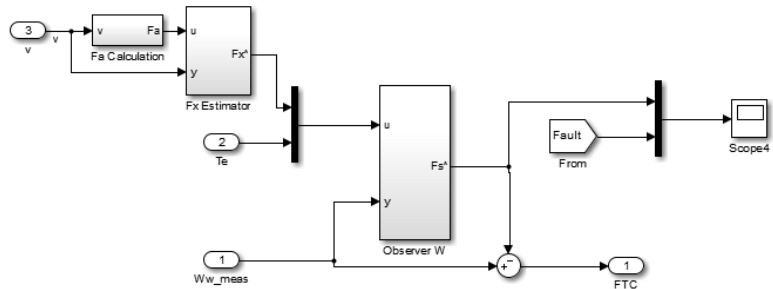 3
v
v
v Fa
Fa Calculation
u
y
Fx^
Fx Estimator
2
Te
u
y
Fs^
Observer W
1
Ww_meas
+
−
Fault
From
Scope4
1
FTC